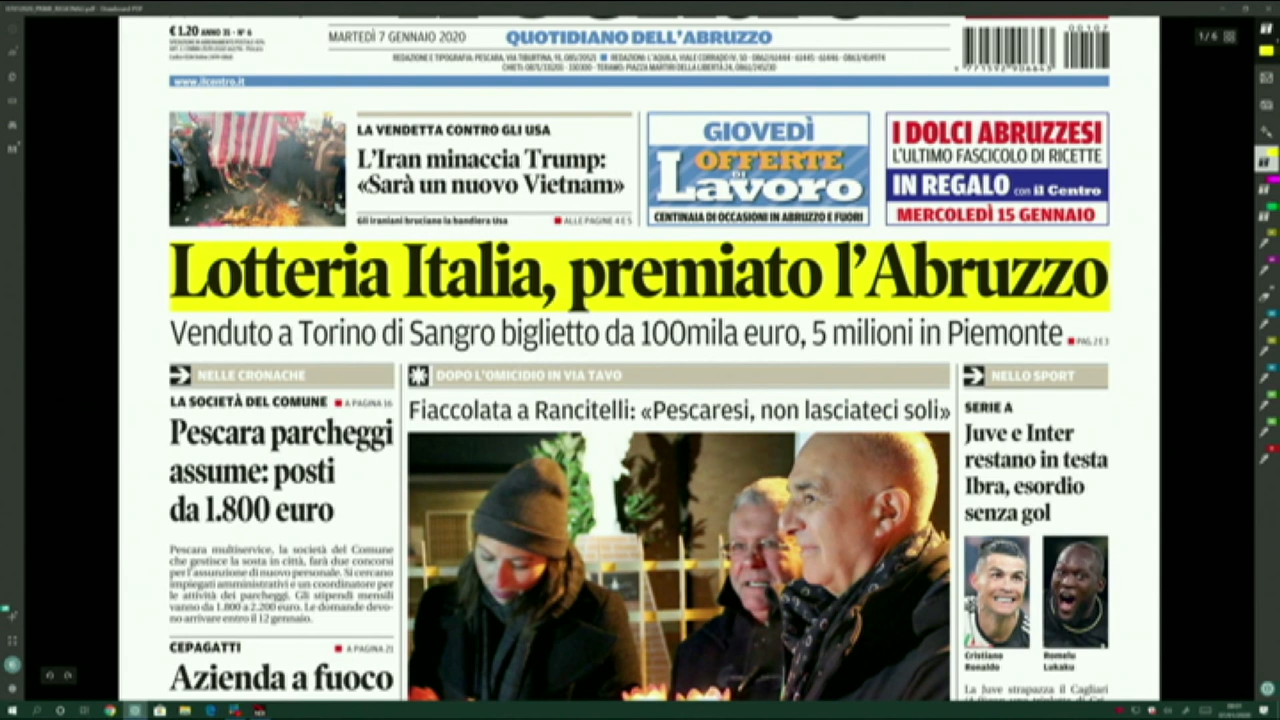 € 1,20 ANNO 35 - N° 6
MARTEDÌ 7 GENNAIO 2020
QUOTIDIANO DELL'ABRUZZO
1 / 6
www.ilcentro.it
LA VENDETTA CONTRO GLI USA
L'Iran minaccia Trump:
«Sarà un nuovo Vietnam»
Gli iraniani bruciano la bandiera Usa
ALLE PAGINE 4 E 5
GIOVEDÌ
OFFERTE
DI
Lavoro
CENTINAIA DI OCCASIONI IN ABRUZZO E FUORI
I DOLCI ABRUZZESI
L'ULTIMO FASCICOLO DI RICETTE
IN REGALO con il Centro
MERCOLEDÌ 15 GENNAIO
Lotteria Italia, premiato l'Abruzzo
Venduto a Torino di Sangro biglietto da 100mila euro, 5 milioni in Piemonte
PAG. 2 E 3
NELLE CRONACHE
LA SOCIETÀ DEL COMUNE
A PAGINA 16
Pescara parcheggi
assume: posti
da 1.800 euro
Pescara multiservice, la società del Comune
che gestisce la sosta in città, farà due concorsi
per l'assunzione di nuovo personale. Si cercano
impiegati amministrativi e un coordinatore per
le attività dei parcheggi. Gli stipendi mensili
vanno da 1.800 a 2.200 euro. Le domande devo-
no arrivare entro il 12 gennaio.
CEPAGATTI
A PAGINA 21
Azienda a fuoco
DOPO L'OMICIDIO IN VIA TAVO
Fiaccolata a Rancitelli: «Pescaresi, non lasciateci soli»
NELLO SPORT
SERIE A
Juve e Inter
restano in testa
Ibra, esordio
senza gol
Cristiano
Ronaldo
Romelu
Lukaku
La Juve strapazza il Cagliari